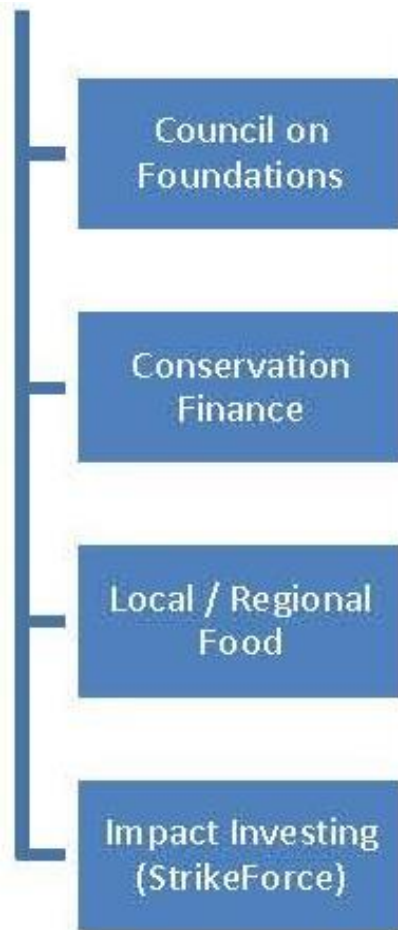 Council on
Foundations
Conservation
Finance
Local / Regional
Food
Impact Investing
(StrikeForce)